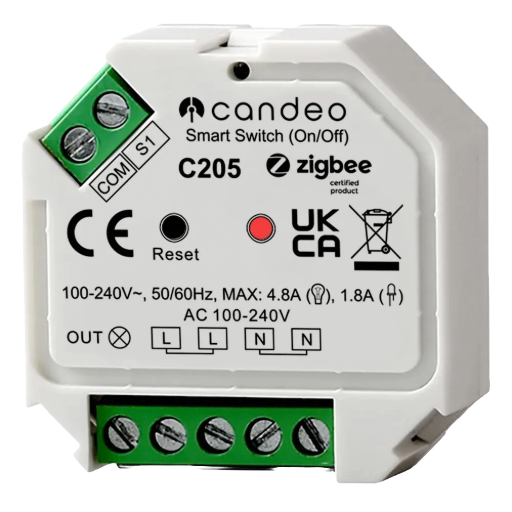 candeo
Smart Switch (On/Off)
COM S1
C205 zigbee
certified
product
CE Reset UK
CA
100-240V~, 50/60Hz, MAX: 4.8A ( ), 1.8A ( )
AC 100-240V
OUT L L N N